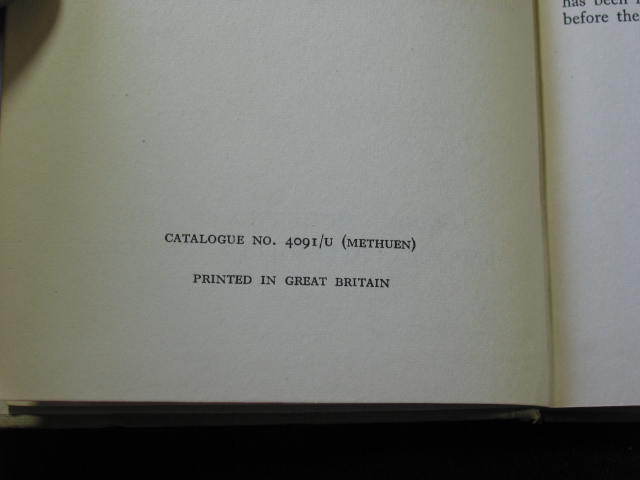 CATALOGUE NO. 4091/U (METHUEN)
PRINTED IN GREAT BRITAIN
has been
before the